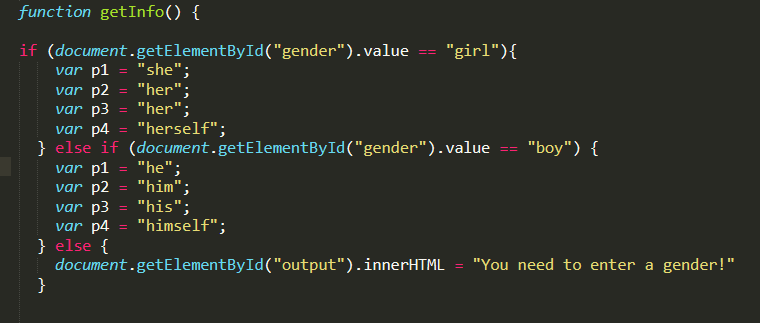 function getInfo() {
if (document.getElementById("gender").value == "girl"){
var p1 = "she";
var p2 = "her";
var p3 = "her";
var p4 = "herself";
} else if (document.getElementById("gender").value == "boy") {
var p1 = "he";
var p2 = "him";
var p3 = "his";
var p4 = "himself";
} else {
document.getElementById("output").innerHTML = "You need to enter a gender!"
}